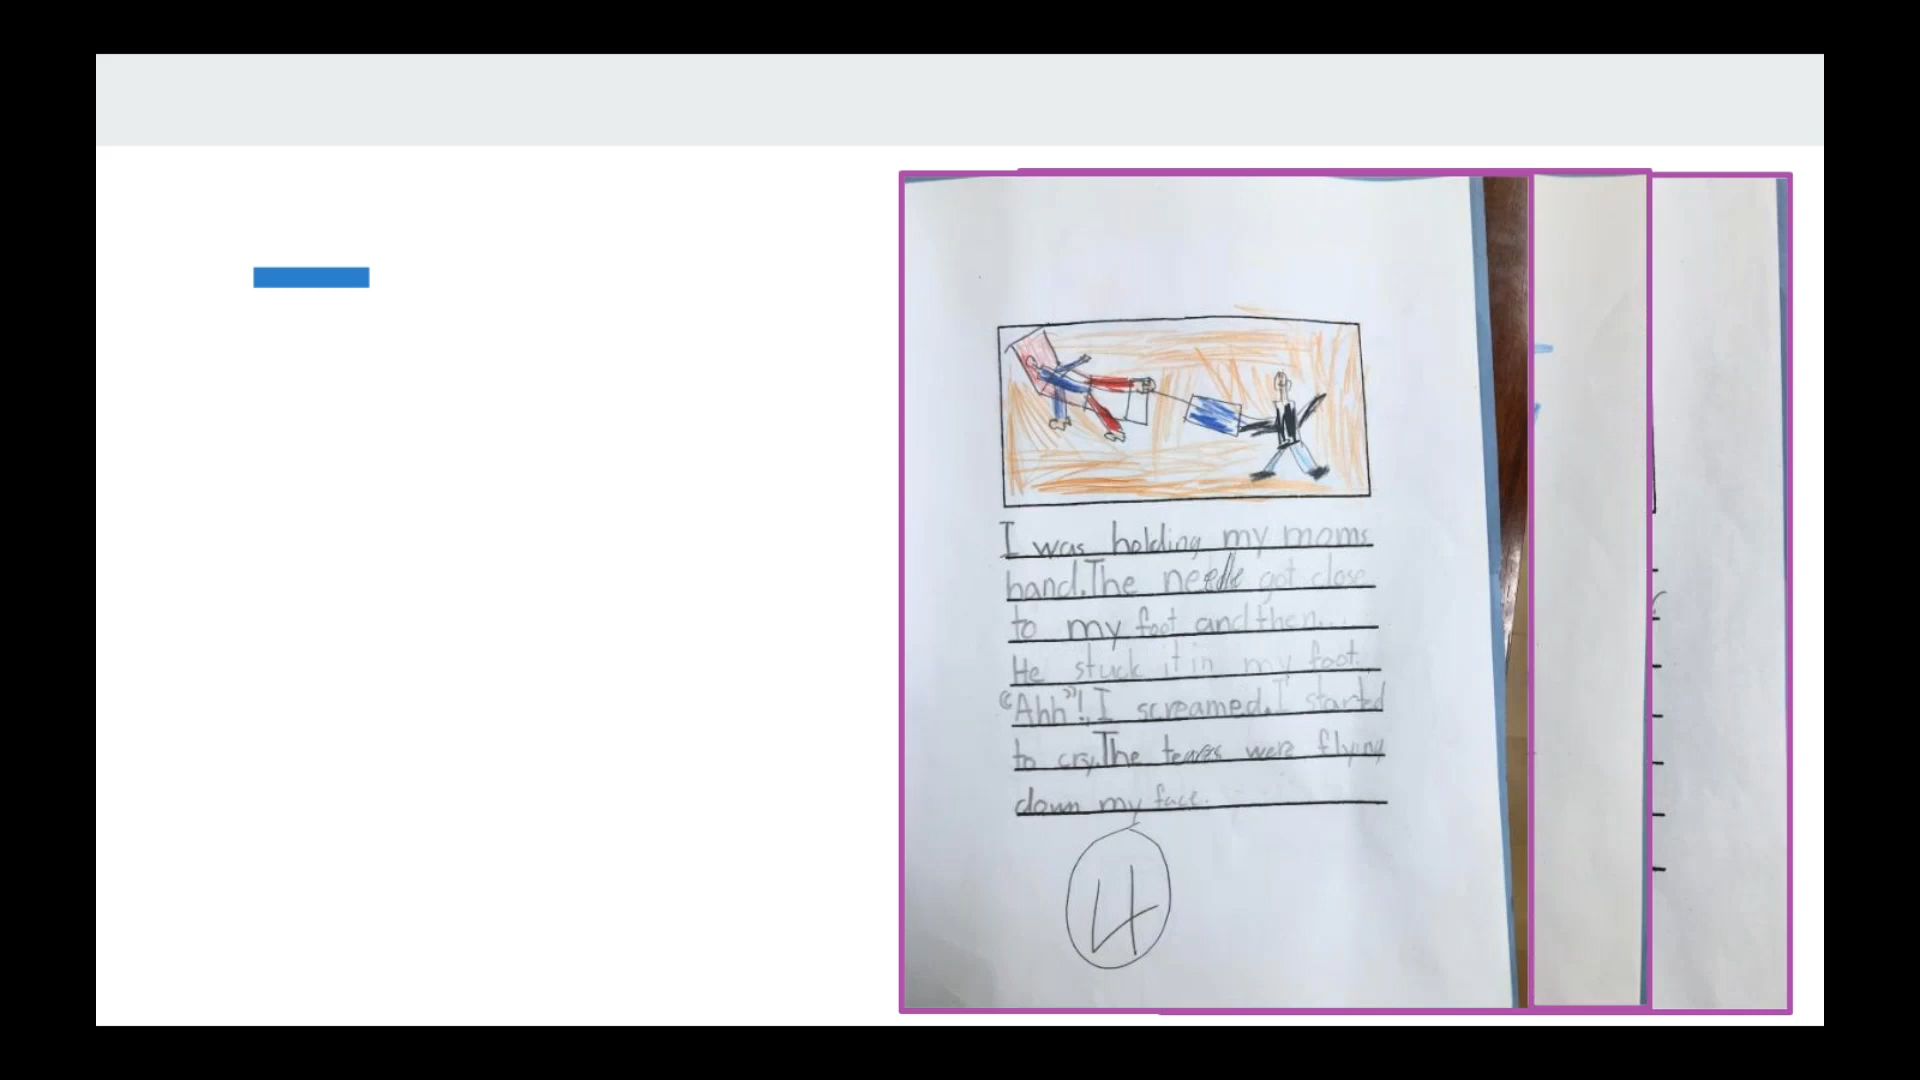 I was holding my moms
hand.The needle got close
to my foot and then...
He stuck it in my foot.
“Ahh”!,I screamed.I started
to cry.The tears were flying
down my face.
4